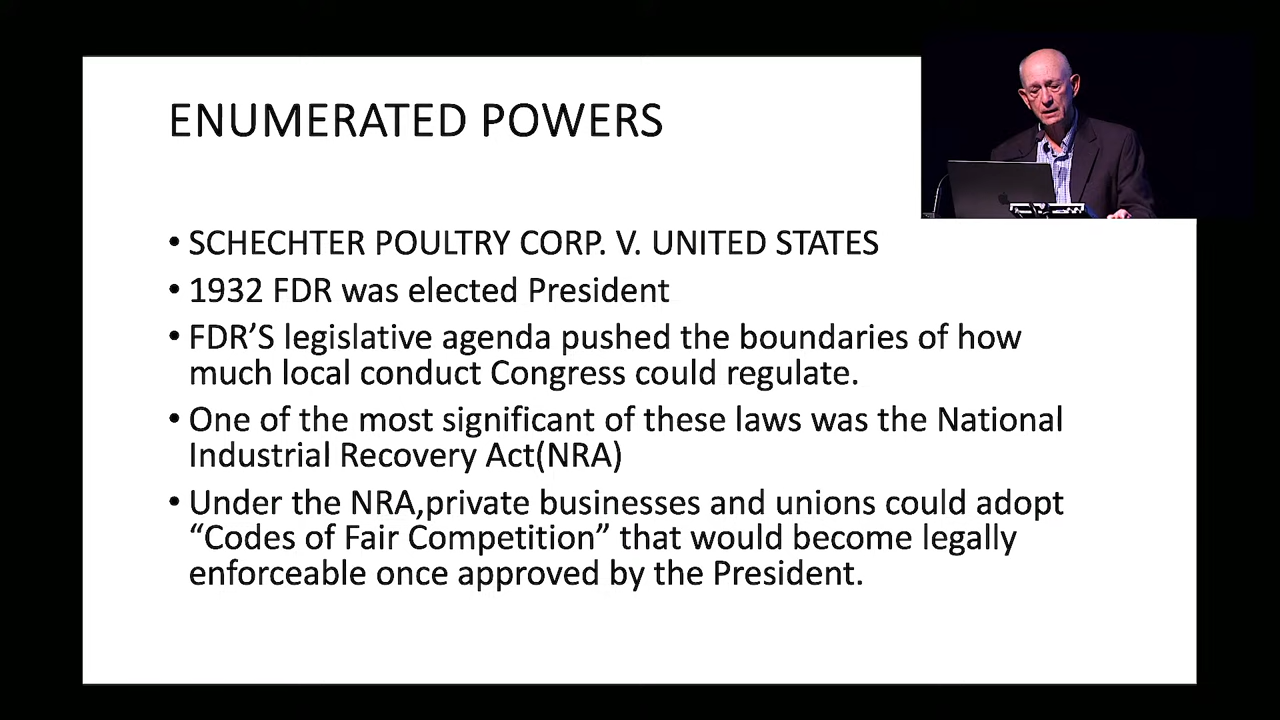 ENUMERATED POWERS
• SCHECHTER POULTRY CORP. V. UNITED STATES
• 1932 FDR was elected President
• FDR’S legislative agenda pushed the boundaries of how
much local conduct Congress could regulate.
• One of the most significant of these laws was the National
Industrial Recovery Act(NRA)
• Under the NRA,private businesses and unions could adopt
“Codes of Fair Competition” that would become legally
enforceable once approved by the President.